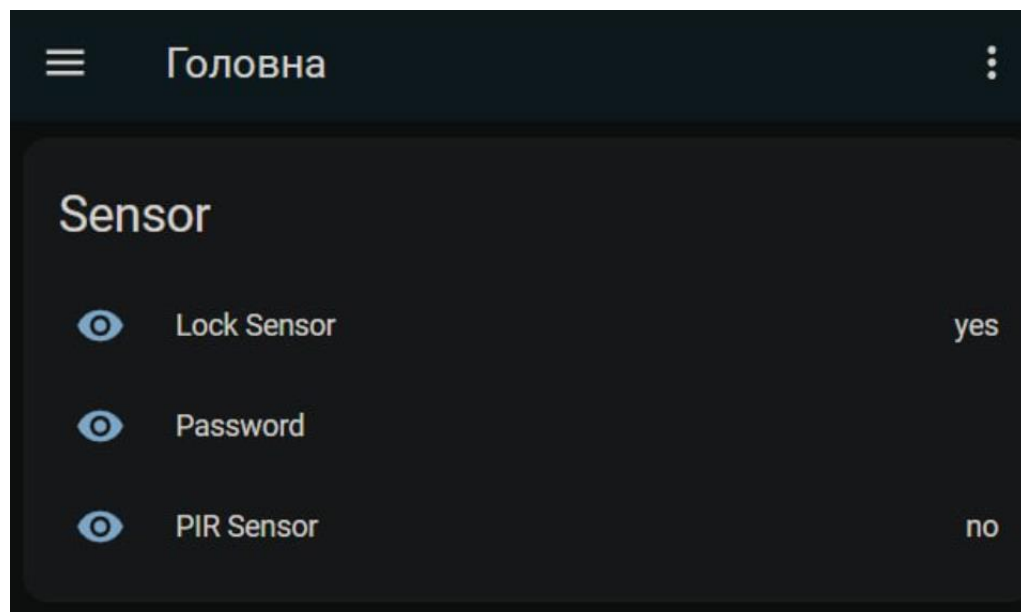 Головна
Sensor
Lock Sensor yes
Password
PIR Sensor no